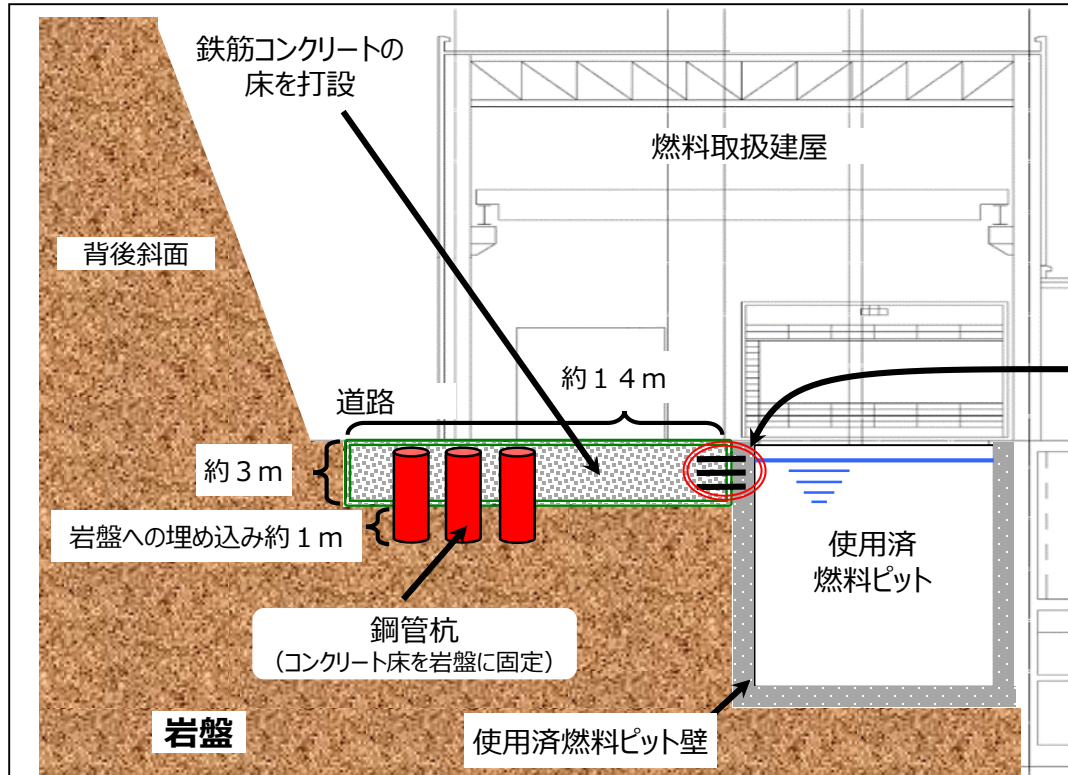 鉄筋コンクリートの
床を打設
燃料取扱建屋
背後斜面
約１４ｍ
道路
約３ｍ
岩盤への埋め込み約１ｍ
使用済
燃料ピット
鋼管杭
（コンクリート床を岩盤に固定）
岩盤
使用済燃料ピット壁